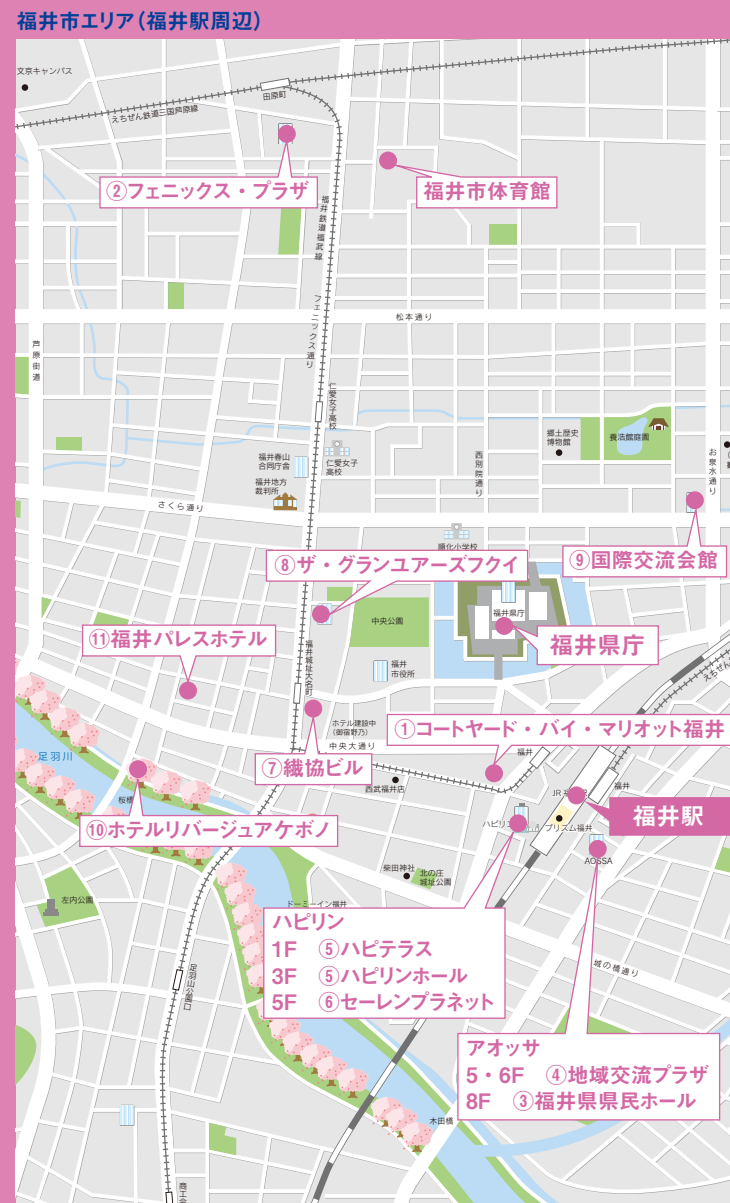 福井市エリア（福井駅周辺）
文京キャンパス
田原町
えちぜん鉄道三国芦原線
②フェニックス・プラザ
福井市体育館
福井鉄道福武線
フェニックス通り
松本通り
芦原街道
仁愛女子高校
郷土歴史
博物館
養浩館庭園
お泉水通り
西別院通り
福井春山
合同庁舎
仁愛女子
高校
福井地方
裁判所
さくら通り
順化小学校
⑨国際交流会館
⑧ザ・グランユアーズフクイ
福井県庁
中央公園
福井県庁
⑪福井パレスホテル
福井城址大名町
福井
市役所
ホテル建設中
（御宿野乃）
中央大通り
①コートヤード・バイ・マリオット福井
福井
足羽川
⑦繊協ビル
西武福井店
福井
桜橋
福井駅
プリズム福井
⑩ホテルリバージュアケボノ
AOSSA
柴田神社
北の庄
城址公園
左内公園
ドーミーイン福井
ハピリン
1F ⑤ハピテラス
3F ⑤ハピリンホール
5F ⑥セーレンプラネット
城の橋通り
足羽山公園口
アオッサ
5・6F ④地域交流プラザ
8F ③福井県県民ホール
木田橋